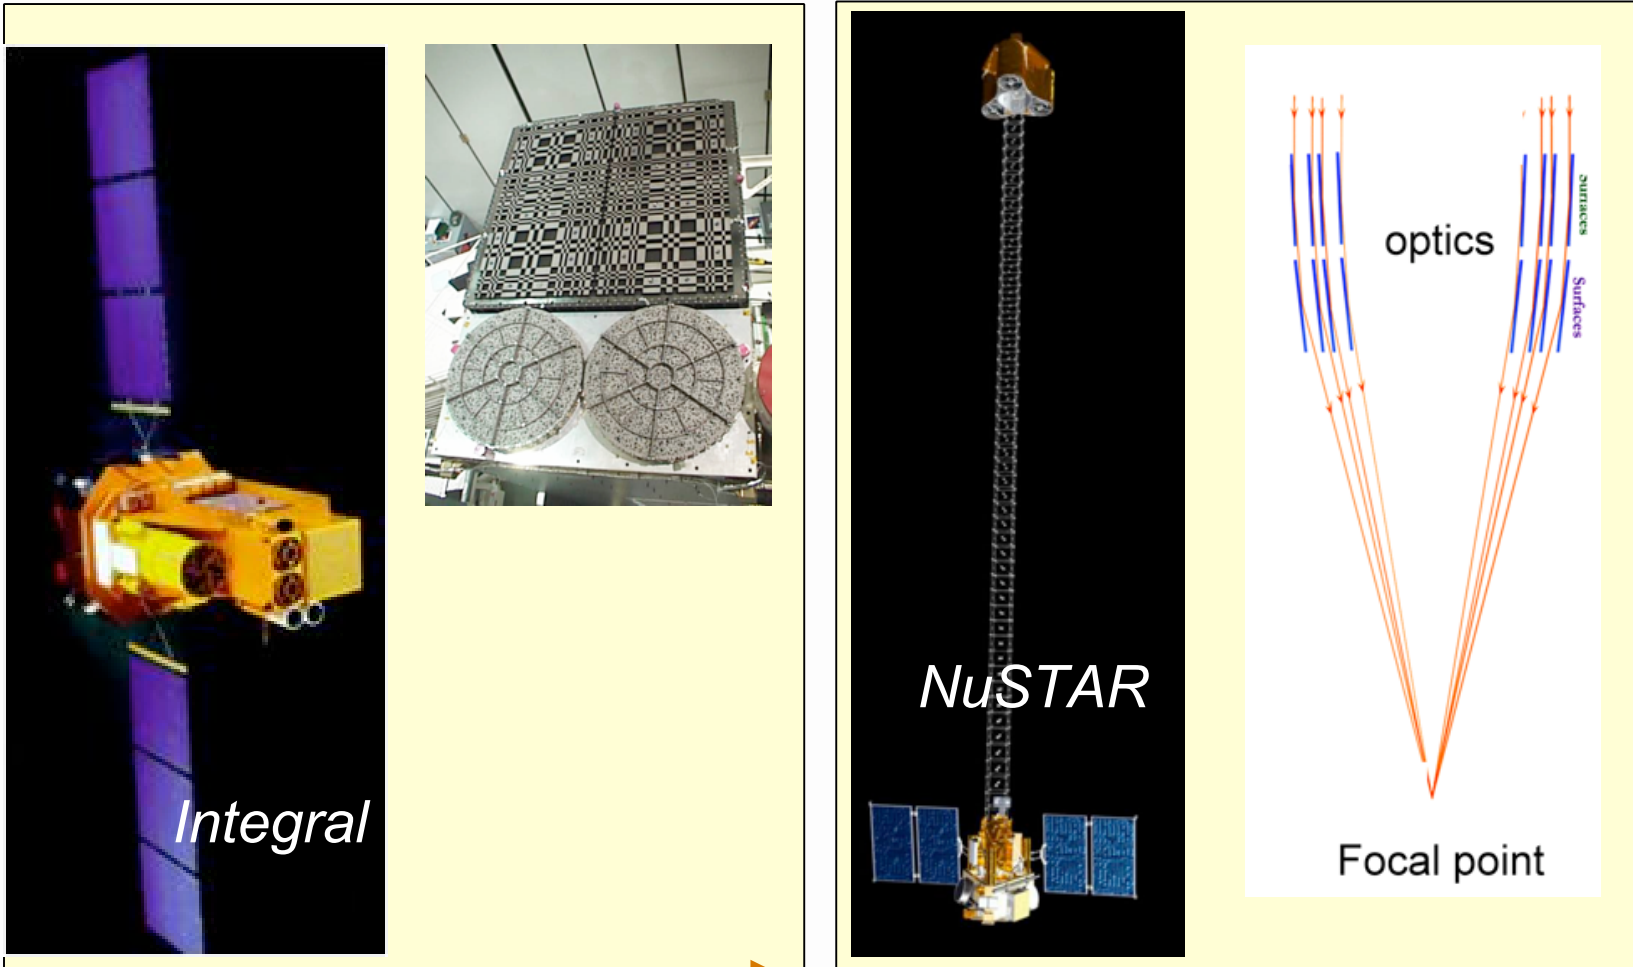 Integral
NuSTAR
optics
Surfaces
Surfaces
Focal point